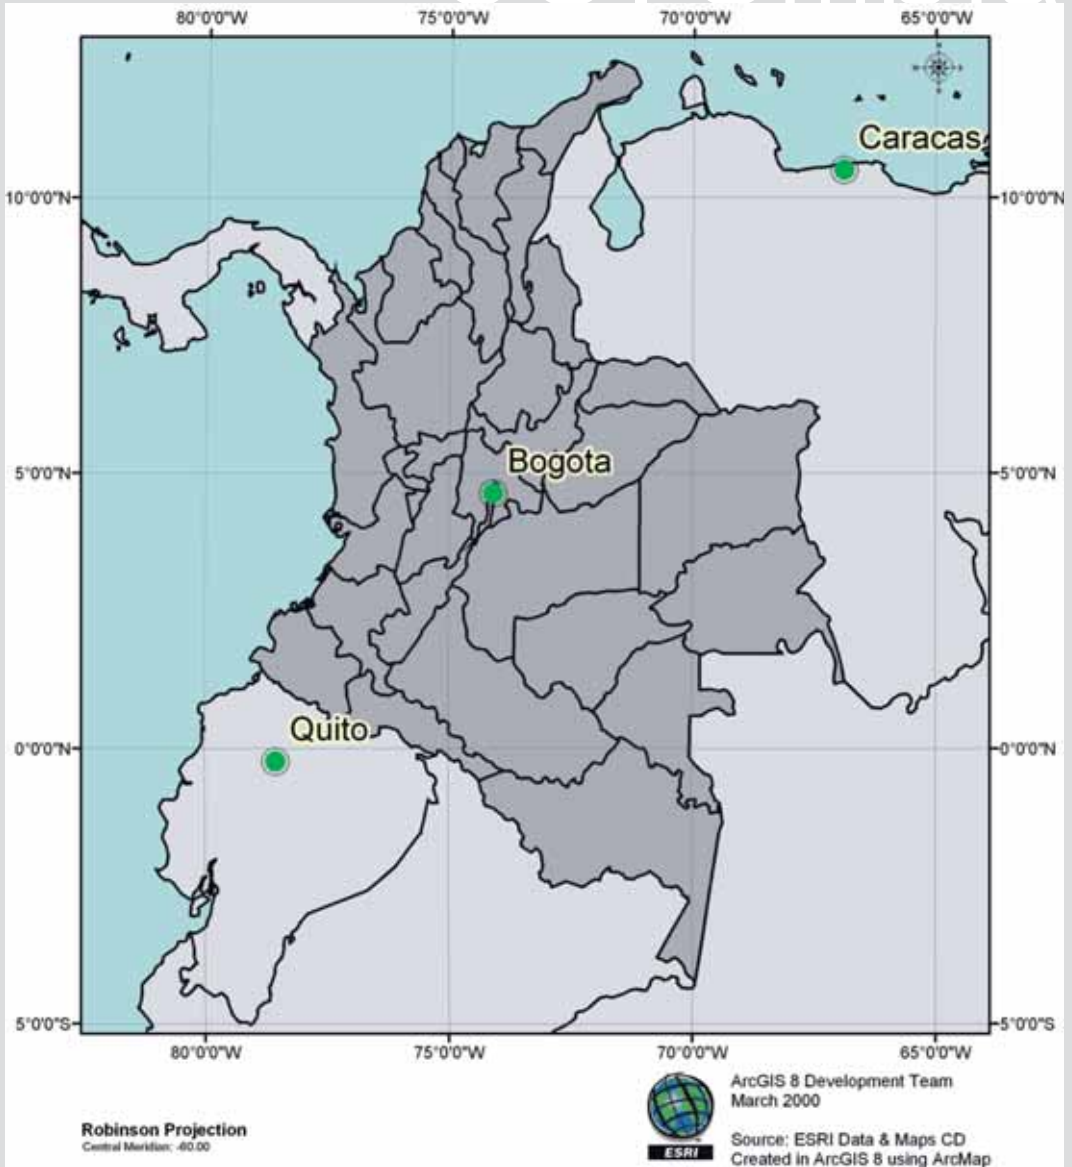 80°0'0"W 75°0'0"W 70°0'0"W 65°0'0"W
Caracas
10°0'0"N 10°0'0"N
Bogota
5°0'0"N 5°0'0"N
Quito
0°0'0"N 0°0'0"N
5°0'0"S 5°0'0"S
80°0'0"W 75°0'0"W 70°0'0"W 65°0'0"W
ArcGIS 8 Development Team
March 2000
Robinson Projection
Central Meridian: -60.00
ESRI
Source: ESRI Data & Maps CD
Created in ArcGIS 8 using ArcMap